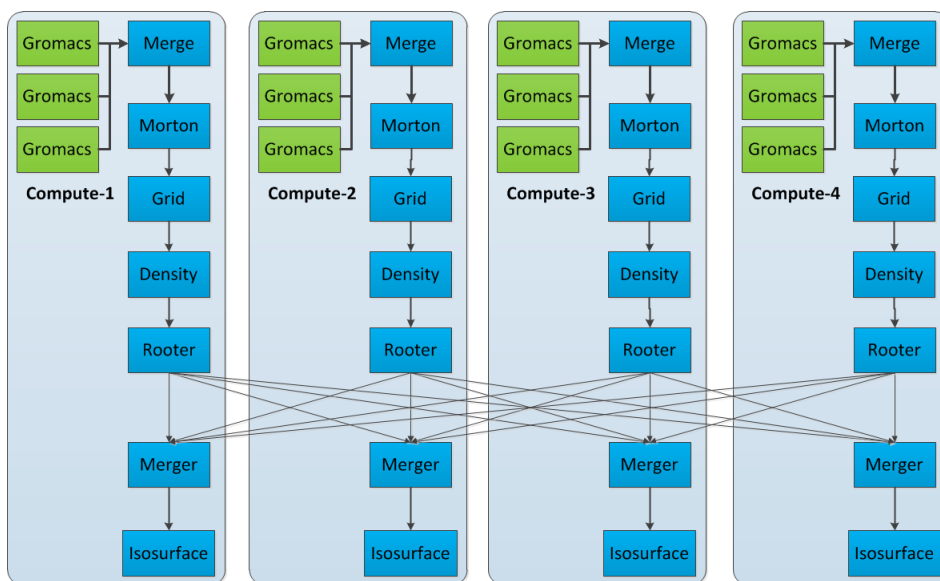 Gromacs
Merge
Gromacs
Gromacs
Morton
Compute-1
Grid
Density
Rooter
Merger
Isosurface
Gromacs
Merge
Gromacs
Gromacs
Morton
Compute-2
Grid
Density
Rooter
Merger
Isosurface
Gromacs
Merge
Gromacs
Gromacs
Morton
Compute-3
Grid
Density
Rooter
Merger
Isosurface
Gromacs
Merge
Gromacs
Gromacs
Morton
Compute-4
Grid
Density
Rooter
Merger
Isosurface